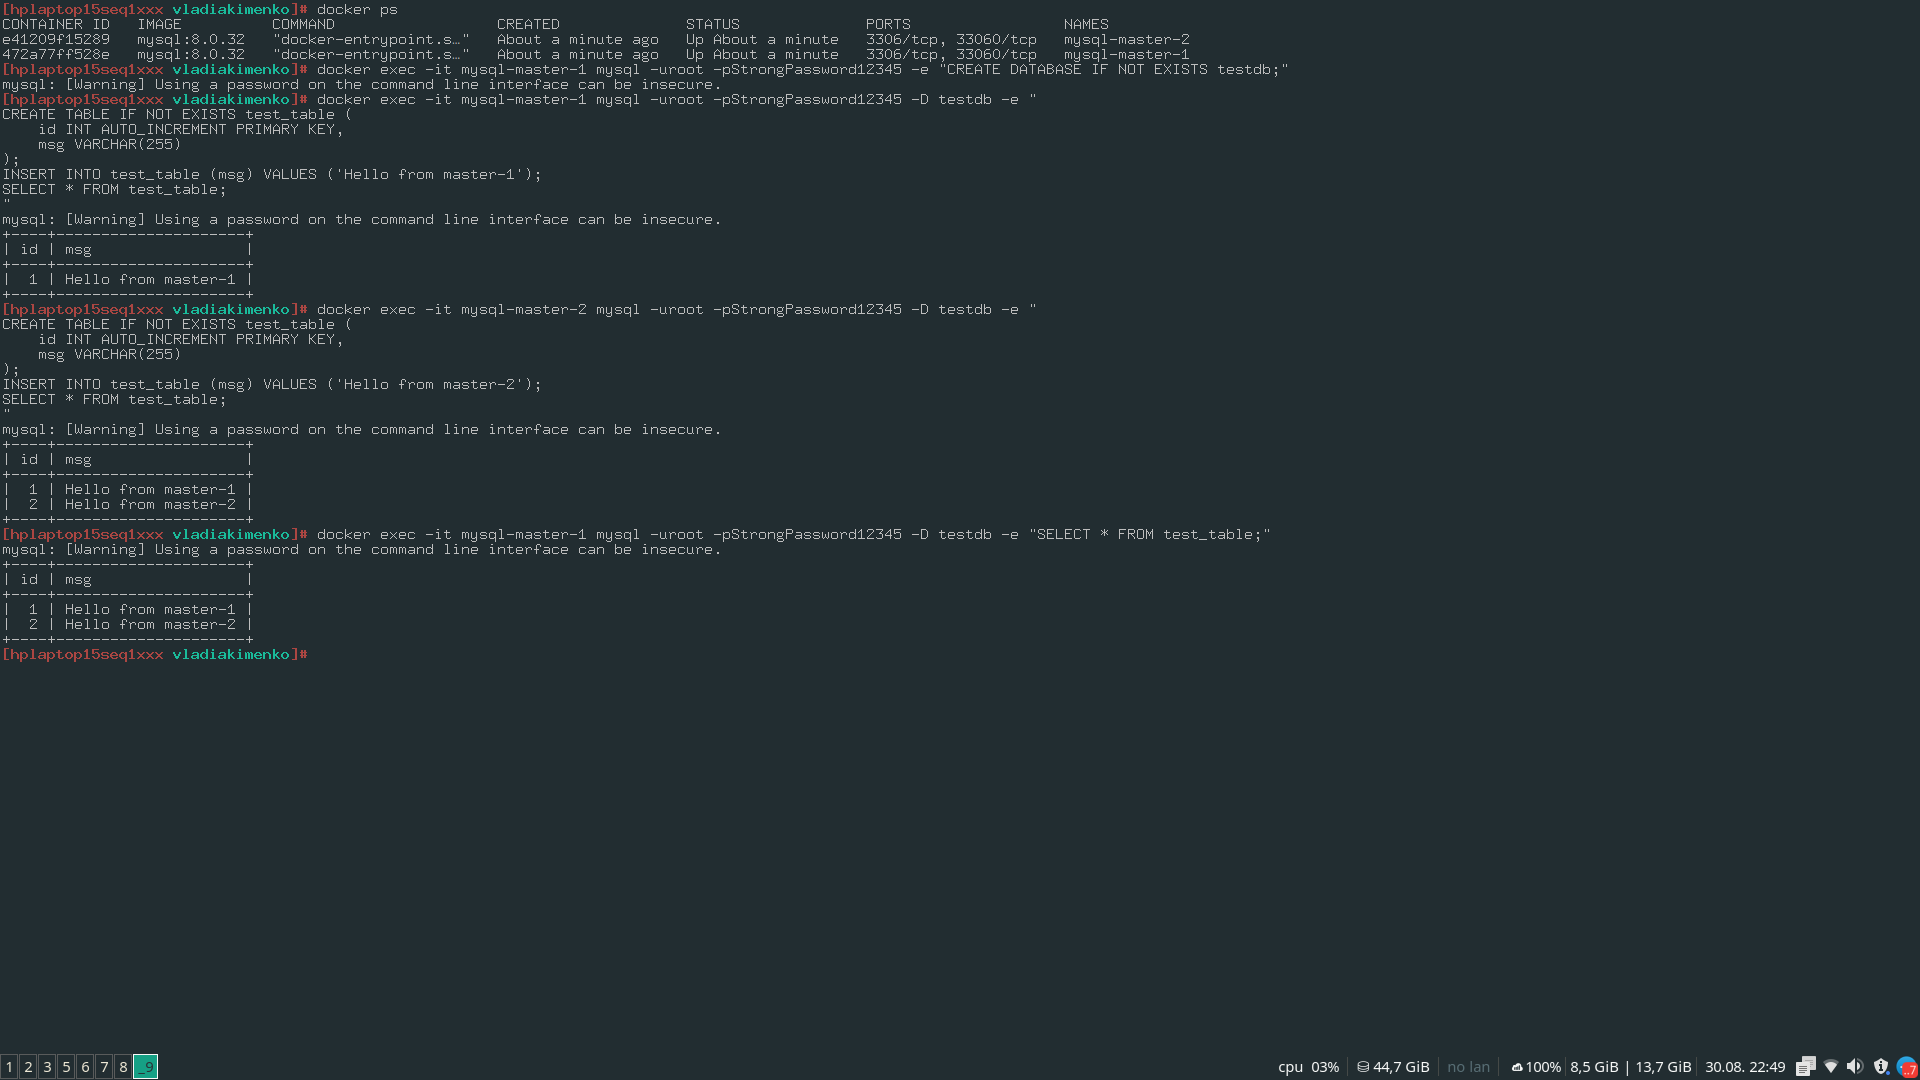 [hplaptop15seq1xxx vladiakimenko]# docker ps
CONTAINER ID   IMAGE          COMMAND                  CREATED              STATUS              PORTS                 NAMES
e41209f15289   mysql:8.0.32   "docker-entrypoint.s…"   About a minute ago   Up About a minute   3306/tcp, 33060/tcp   mysql-master-2
472a77ff528e   mysql:8.0.32   "docker-entrypoint.s…"   About a minute ago   Up About a minute   3306/tcp, 33060/tcp   mysql-master-1
[hplaptop15seq1xxx vladiakimenko]# docker exec -it mysql-master-1 mysql -uroot -pStrongPassword12345 -e "CREATE DATABASE IF NOT EXISTS testdb;"
mysql: [Warning] Using a password on the command line interface can be insecure.
[hplaptop15seq1xxx vladiakimenko]# docker exec -it mysql-master-1 mysql -uroot -pStrongPassword12345 -D testdb -e "
CREATE TABLE IF NOT EXISTS test_table (
    id INT AUTO_INCREMENT PRIMARY KEY,
    msg VARCHAR(255)
);
INSERT INTO test_table (msg) VALUES ('Hello from master-1');
SELECT * FROM test_table;
"
mysql: [Warning] Using a password on the command line interface can be insecure.
+----+---------------------+
| id | msg                 |
+----+---------------------+
|  1 | Hello from master-1 |
+----+---------------------+
[hplaptop15seq1xxx vladiakimenko]# docker exec -it mysql-master-2 mysql -uroot -pStrongPassword12345 -D testdb -e "
CREATE TABLE IF NOT EXISTS test_table (
    id INT AUTO_INCREMENT PRIMARY KEY,
    msg VARCHAR(255)
);
INSERT INTO test_table (msg) VALUES ('Hello from master-2');
SELECT * FROM test_table;
"
mysql: [Warning] Using a password on the command line interface can be insecure.
+----+---------------------+
| id | msg                 |
+----+---------------------+
|  1 | Hello from master-1 |
|  2 | Hello from master-2 |
+----+---------------------+
[hplaptop15seq1xxx vladiakimenko]# docker exec -it mysql-master-1 mysql -uroot -pStrongPassword12345 -D testdb -e "SELECT * FROM test_table;"
mysql: [Warning] Using a password on the command line interface can be insecure.
+----+---------------------+
| id | msg                 |
+----+---------------------+
|  1 | Hello from master-1 |
|  2 | Hello from master-2 |
+----+---------------------+
[hplaptop15seq1xxx vladiakimenko]#
1 2 3 5 6 7 8 _9 cpu 03% 44,7 GiB no lan 100% 8,5 GiB | 13,7 GiB 30.08. 22:49